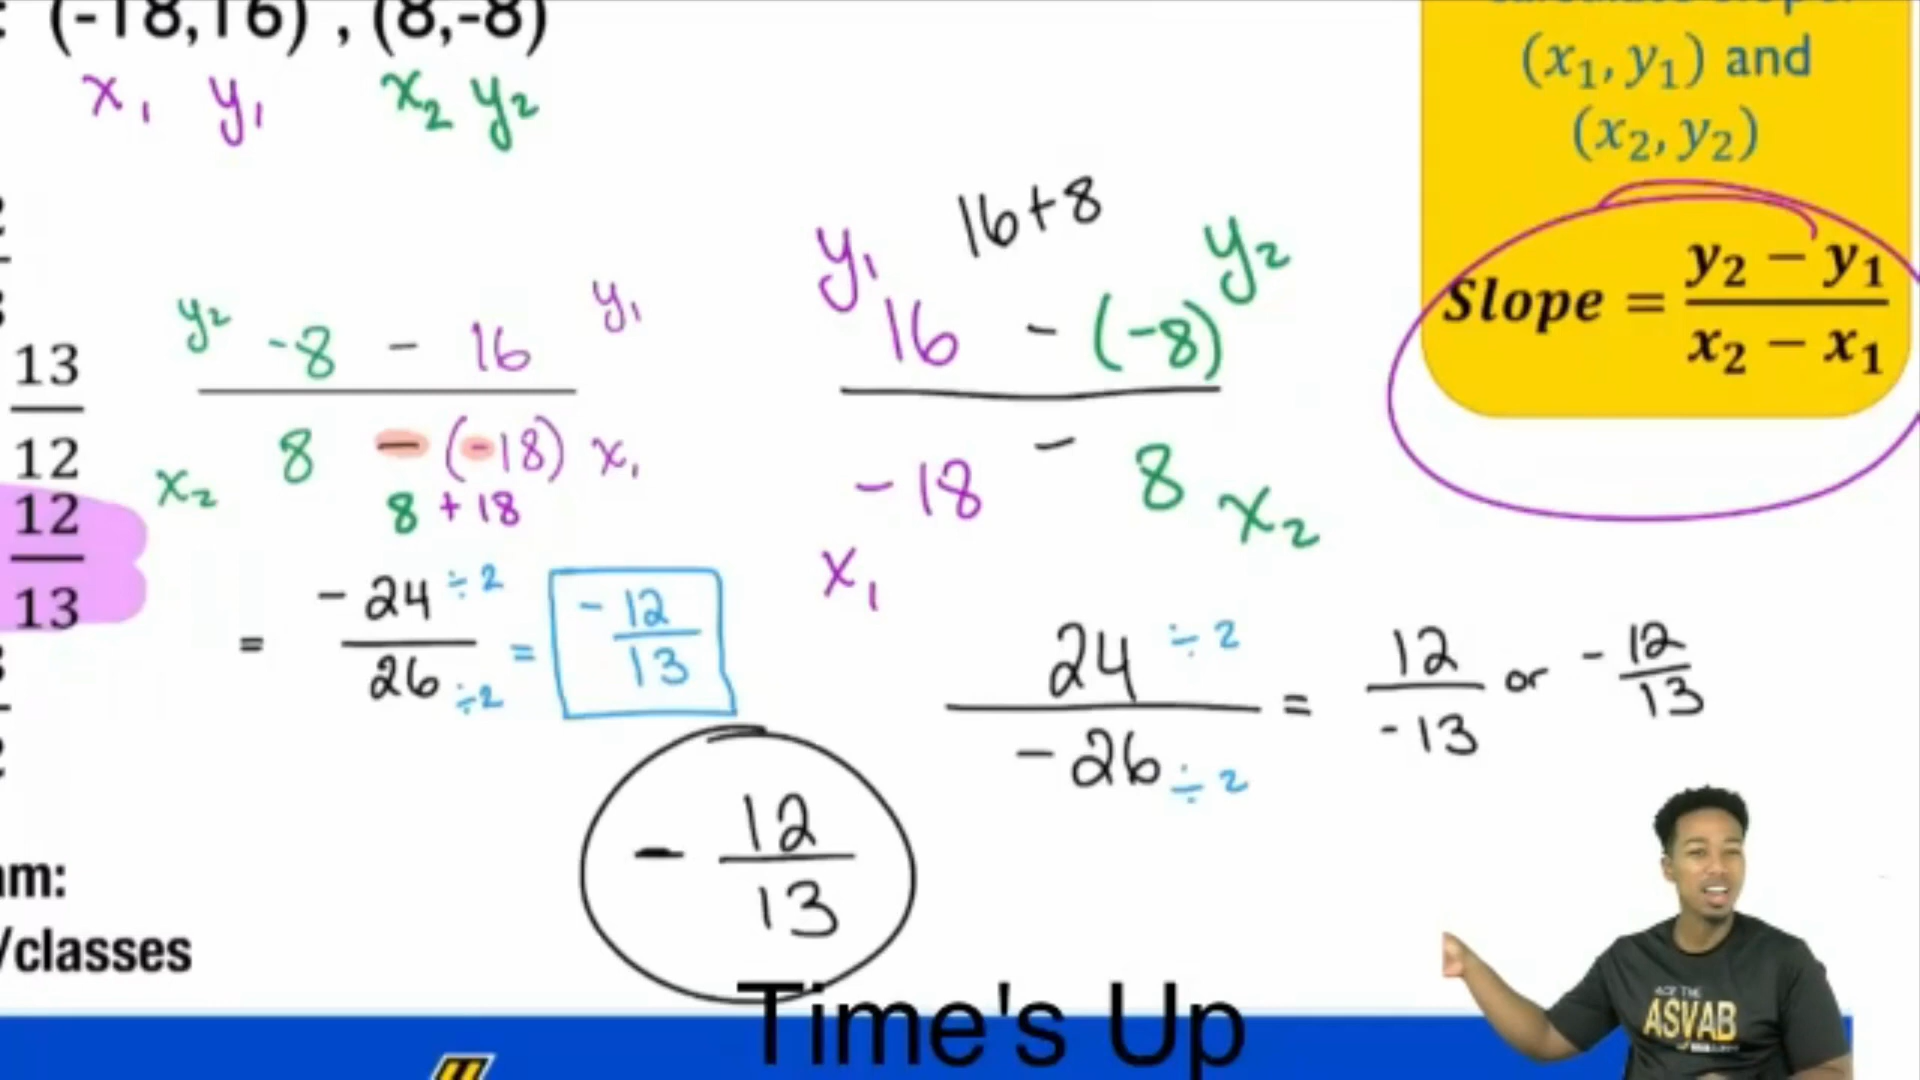 : (-18,16) , (8,-8)
x₁ y₁ x₂ y₂
(x₁, y₁) and
(x₂, y₂)
Slope = y₂ − y₁
x₂ − x₁
13
12
12
13
y₂ -8 - 16 y₁
x₂ 8 - (-18) x₁
8 + 18
= -24 ÷2
26 ÷2
= -12
13
16+8
y₁ 16 - (-8) y₂
-18 - 8 x₂
x₁
24 ÷2
-26 ÷2
= 12
-13
or -12
13
- 12
13
am:
/classes
Time's Up
ACE THE
ASVAB